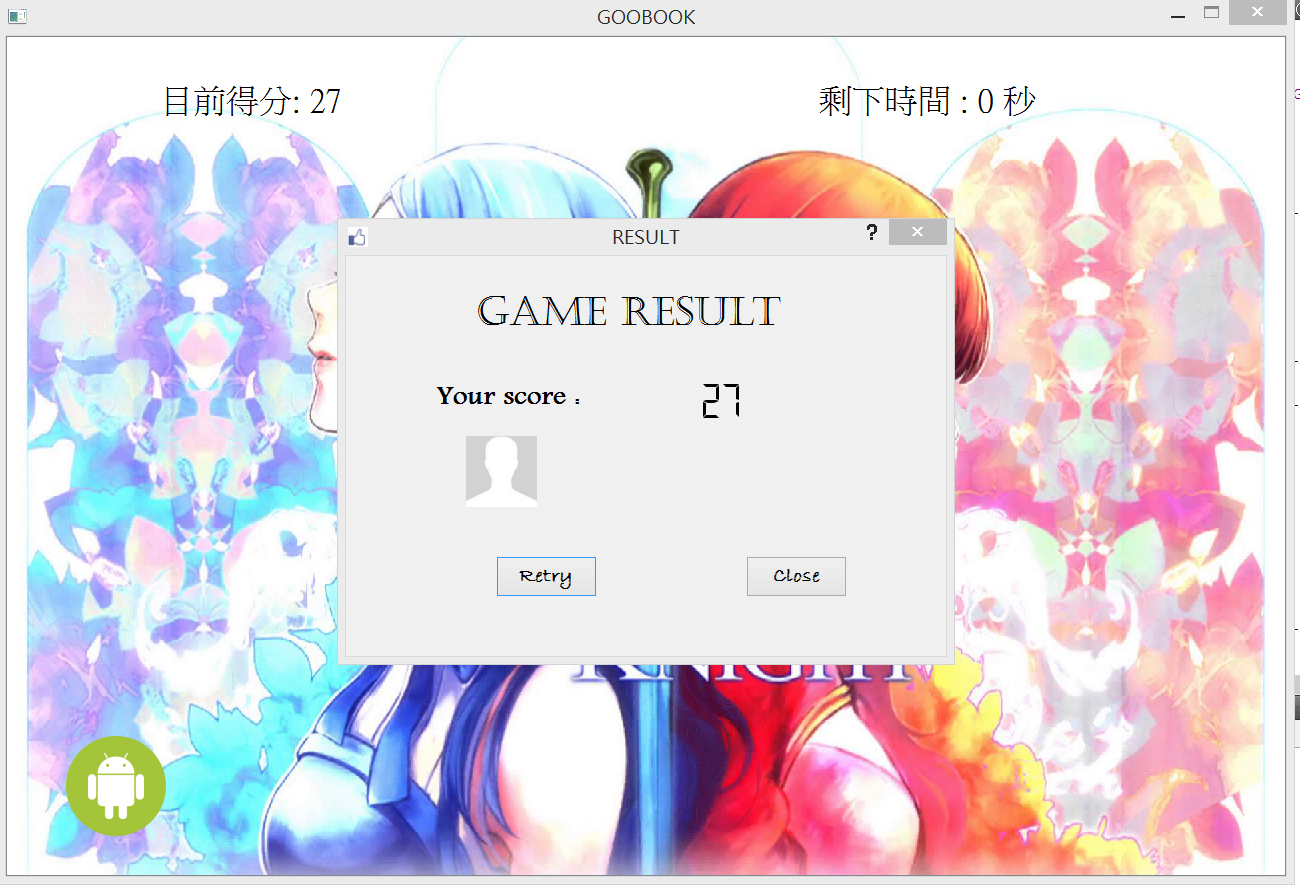 GOOBOOK
目前得分: 27
剩下時間 : 0 秒
RESULT
GAME RESULT
Your score :
27
Retry
Close
KNIGHT